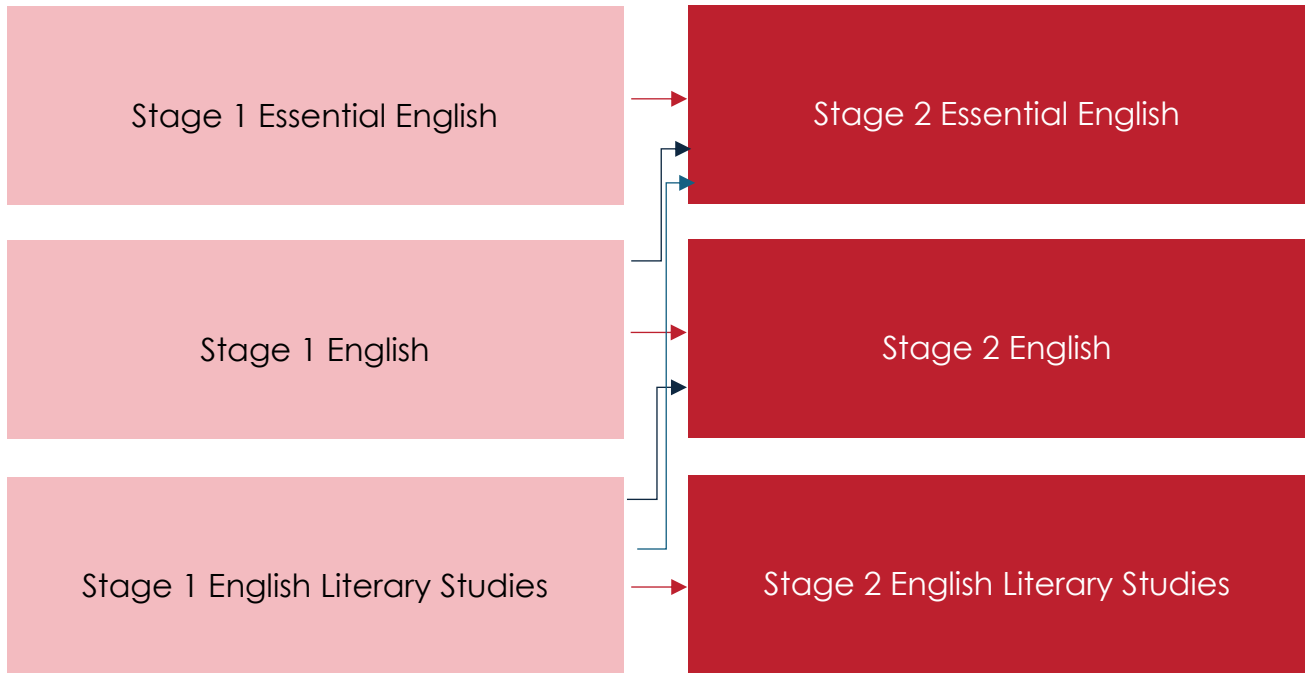 Stage 1 Essential English
Stage 2 Essential English
Stage 1 English
Stage 2 English
Stage 1 English Literary Studies
Stage 2 English Literary Studies